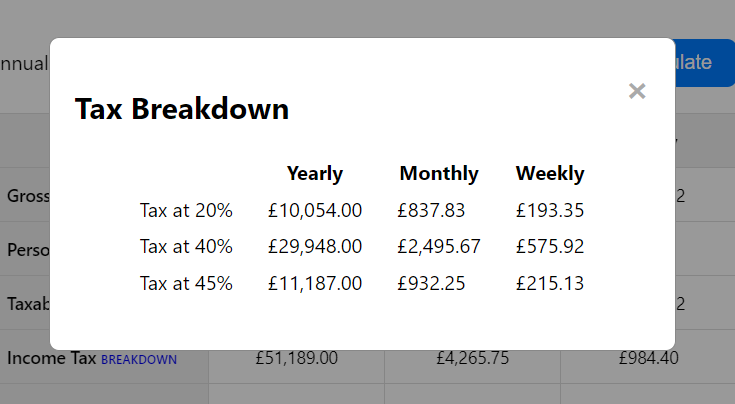 nnual
ulate
Tax Breakdown
×
Yearly Monthly Weekly
Tax at 20% £10,054.00 £837.83 £193.35
Tax at 40% £29,948.00 £2,495.67 £575.92
Tax at 45% £11,187.00 £932.25 £215.13
Gross 2
Perso
Taxab 2
Income Tax BREAKDOWN £51,189.00 £4,265.75 £984.40